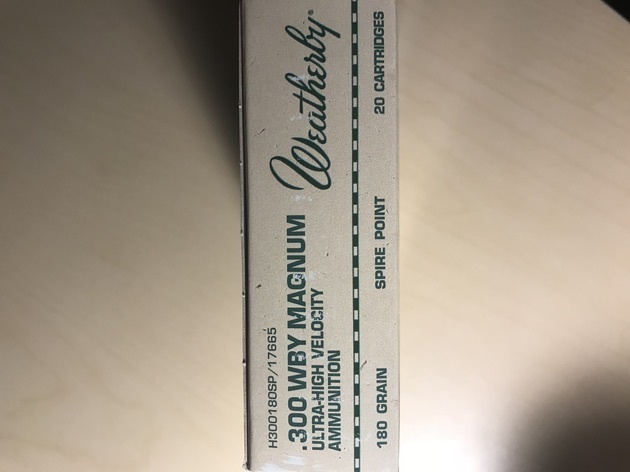 H300180SP/17665
.300 WBY MAGNUM
ULTRA-HIGH VELOCITY
AMMUNITION
Weatherby®
180 GRAIN SPIRE POINT 20 CARTRIDGES